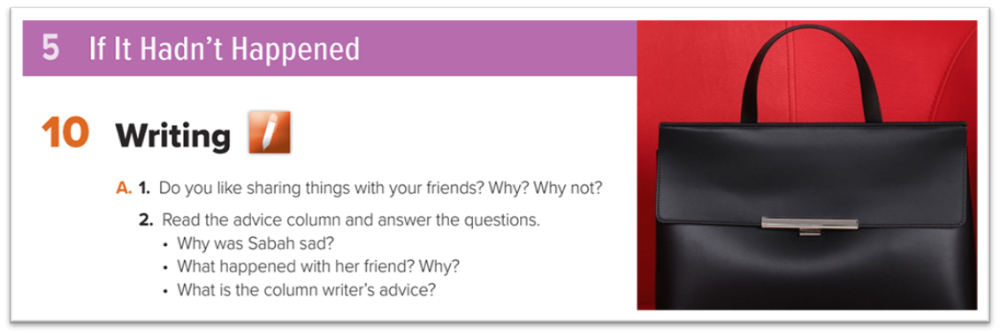 5 If It Hadn’t Happened
10 Writing
A. 1. Do you like sharing things with your friends? Why? Why not?
2. Read the advice column and answer the questions.
• Why was Sabah sad?
• What happened with her friend? Why?
• What is the column writer’s advice?